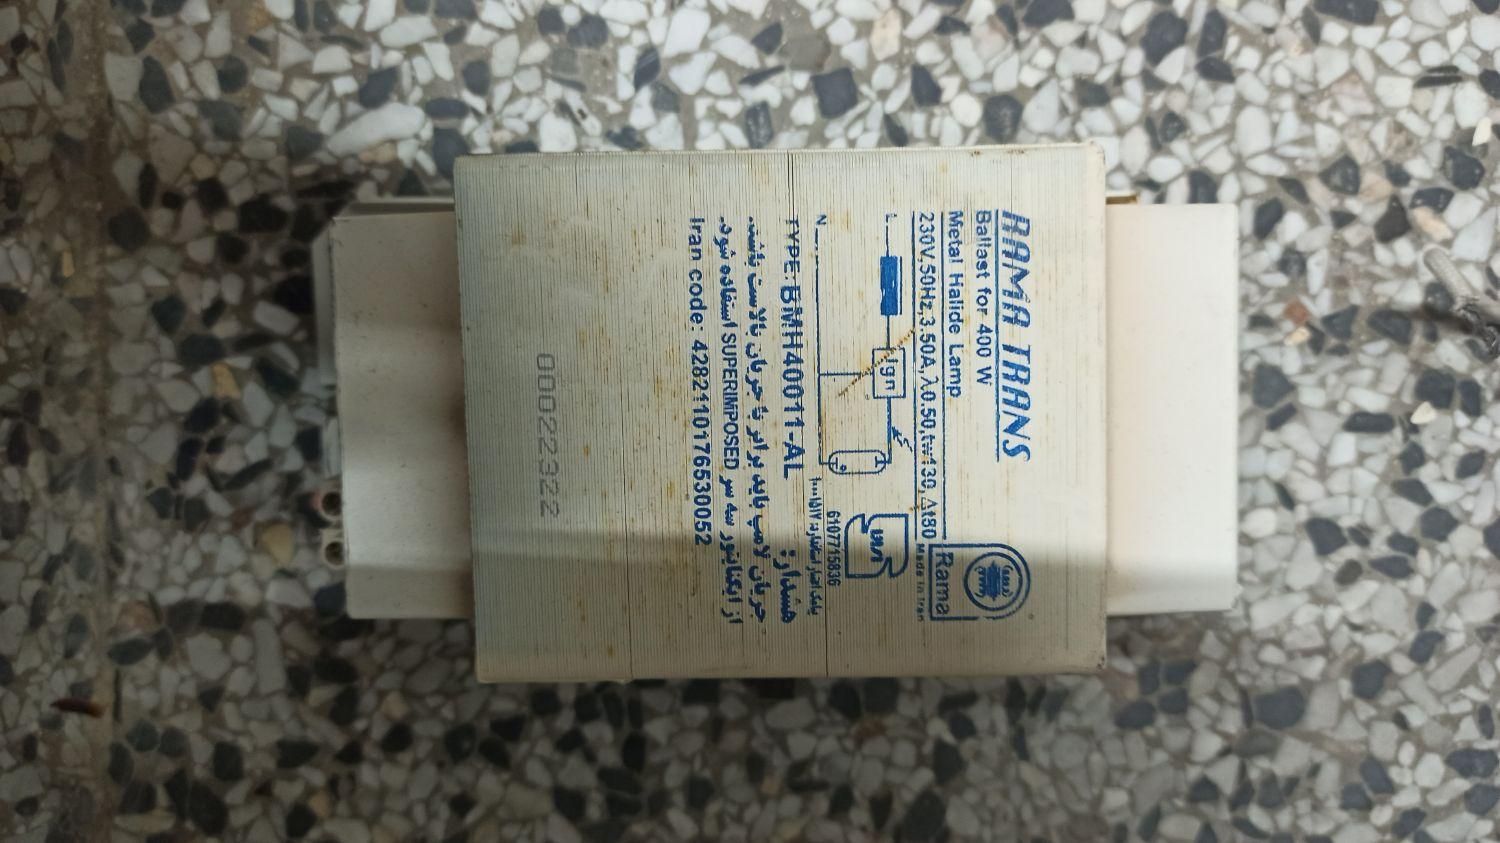 RAMA TRANS
Ballast for 400 W
Metal Halide Lamp
230V,50Hz,3.50A,λ0.50,tw130,Δt80
Rama
Made in Iran
L
Ign
N
6107715836
TYPE:BMH40011-AL
هشدار:
جریان لامپ باید برابر با جریان بالاست باشد.
از ایگنایتور سه سر SUPERIMPOSED استفاده شود.
Iran code: 4282110176530052
00022322